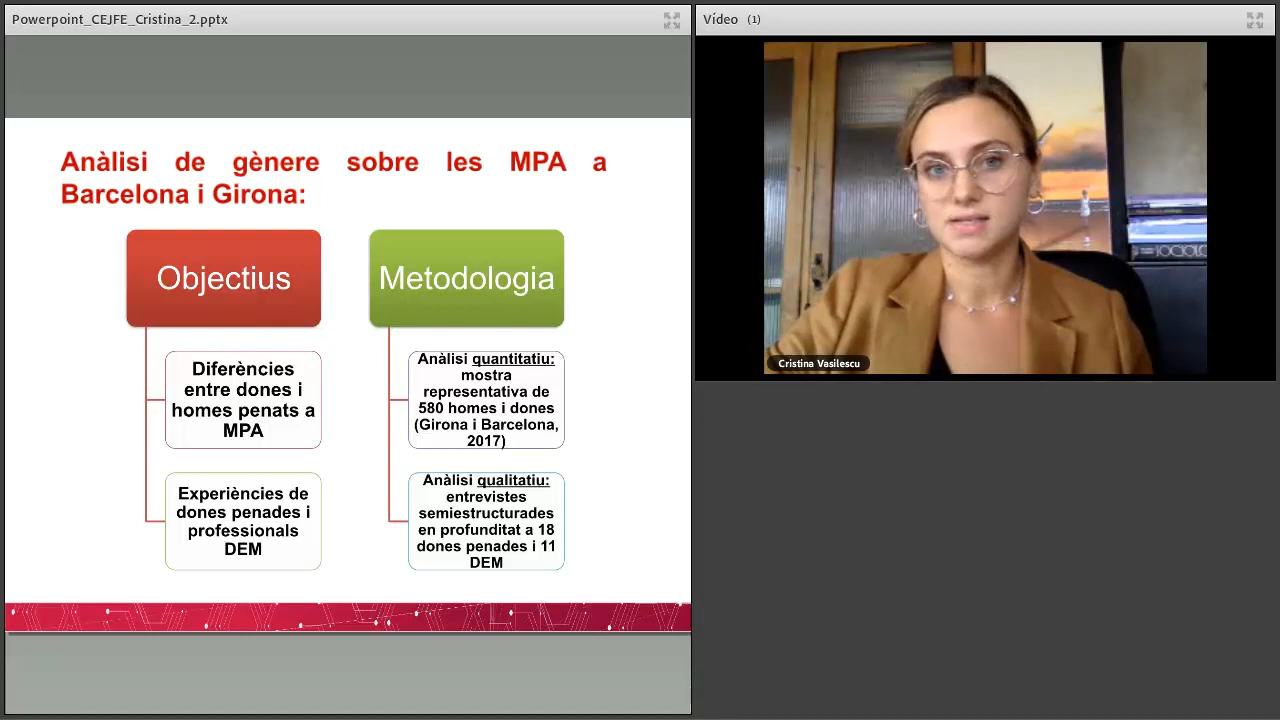 Powerpoint_CEJFE_Cristina_2.pptx
Vídeo (1)
Anàlisi de gènere sobre les MPA a
Barcelona i Girona:
Objectius
Metodologia
Diferències
entre dones i
homes penats a
MPA
Anàlisi quantitatiu:
mostra
representativa de
580 homes i dones
(Girona i Barcelona,
2017)
Experiències de
dones penades i
professionals
DEM
Anàlisi qualitatiu:
entrevistes
semiestructurades
en profunditat a 18
dones penades i 11
DEM
Cristina Vasilescu